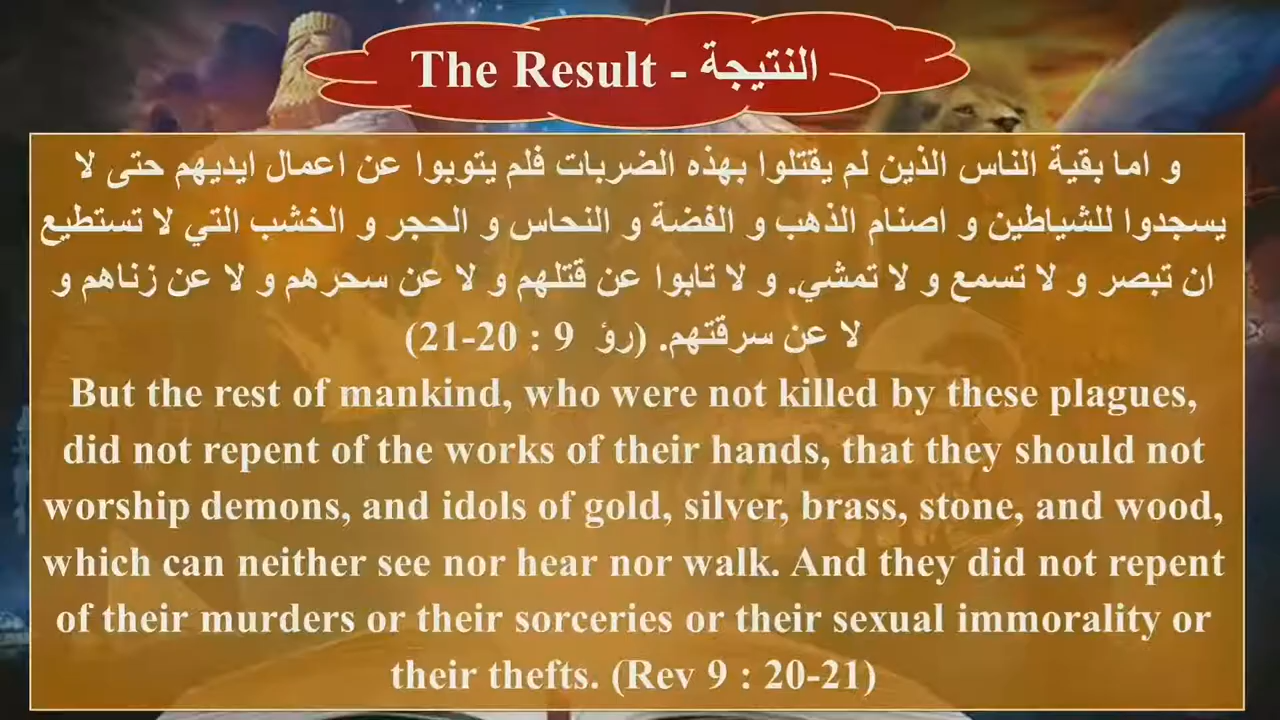 The Result - النتيجة
و اما بقية الناس الذين لم يقتلوا بهذه الضربات فلم يتوبوا عن اعمال ايديهم حتى لا
يسجدوا للشياطين و اصنام الذهب و الفضة و النحاس و الحجر و الخشب التي لا تستطيع
ان تبصر و لا تسمع و لا تمشي. و لا تابوا عن قتلهم و لا عن سحرهم و لا عن زناهم و
لا عن سرقتهم. (رؤ 9 : 20-21)
But the rest of mankind, who were not killed by these plagues,
did not repent of the works of their hands, that they should not
worship demons, and idols of gold, silver, brass, stone, and wood,
which can neither see nor hear nor walk. And they did not repent
of their murders or their sorceries or their sexual immorality or
their thefts. (Rev 9 : 20-21)